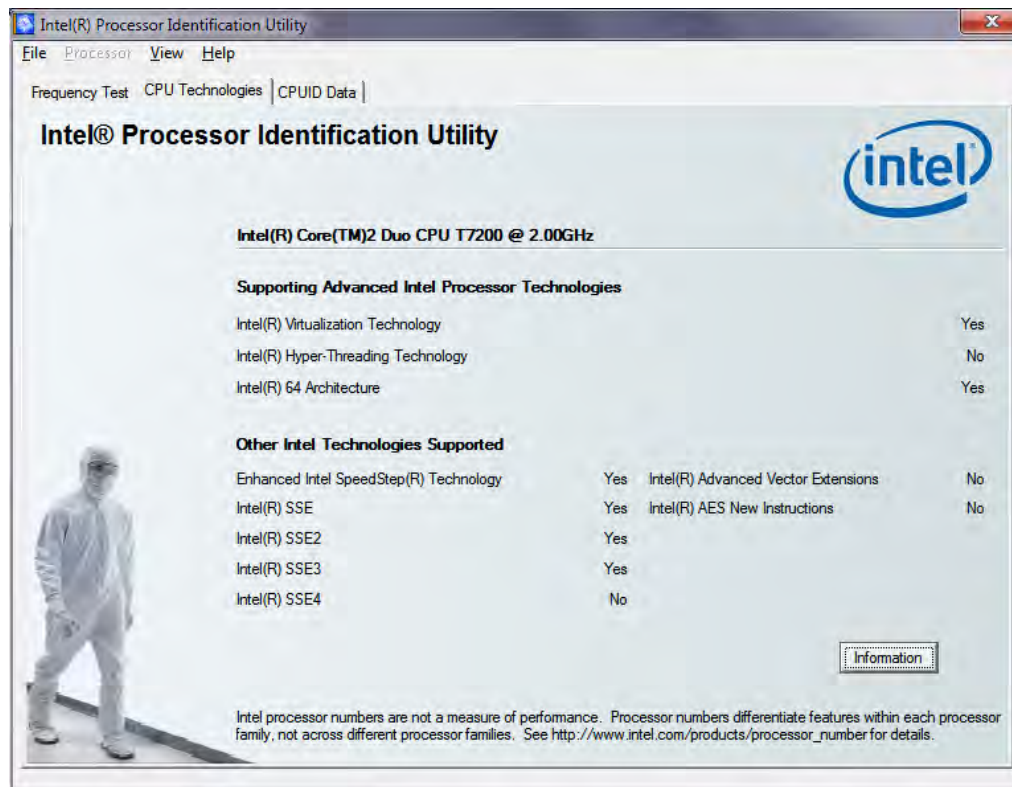 Intel(R) Processor Identification Utility
File Processor View Help
Frequency Test CPU Technologies CPUID Data
Intel® Processor Identification Utility
intel
Intel(R) Core(TM)2 Duo CPU T7200 @ 2.00GHz
Supporting Advanced Intel Processor Technologies
Intel(R) Virtualization Technology Yes
Intel(R) Hyper-Threading Technology No
Intel(R) 64 Architecture Yes
Other Intel Technologies Supported
Enhanced Intel SpeedStep(R) Technology Yes Intel(R) Advanced Vector Extensions No
Intel(R) SSE Yes Intel(R) AES New Instructions No
Intel(R) SSE2 Yes
Intel(R) SSE3 Yes
Intel(R) SSE4 No
Information
Intel processor numbers are not a measure of performance. Processor numbers differentiate features within each processor
family, not across different processor families. See http://www.intel.com/products/processor_number for details.